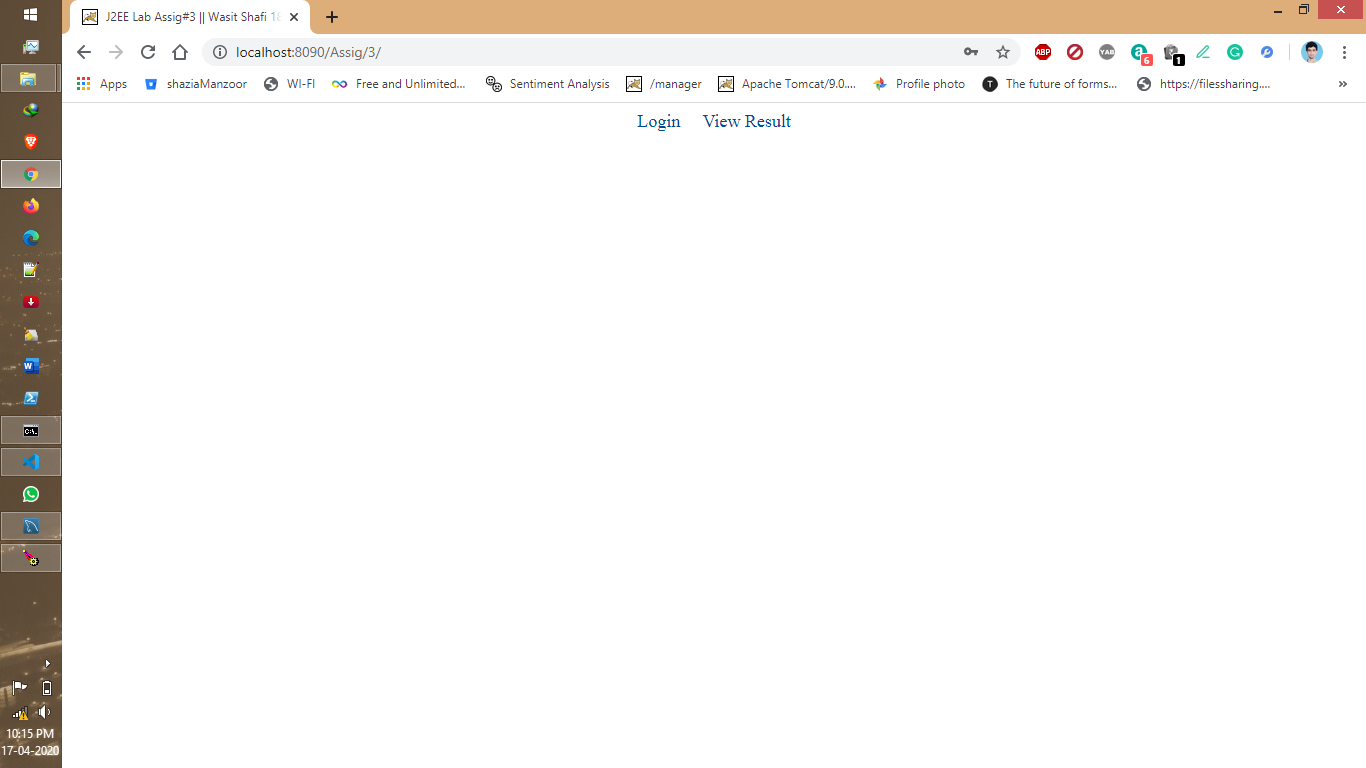 J2EE Lab Assig#3 || Wasit Shafi 18
localhost:8090/Assig/3/
ABP
YAB
a
6
1
Apps shaziaManzoor WI-FI Free and Unlimited... Sentiment Analysis /manager Apache Tomcat/9.0.... Profile photo T The future of forms... https://filessharing.... »
Login View Result
C:\.
10:15 PM
17-04-2020